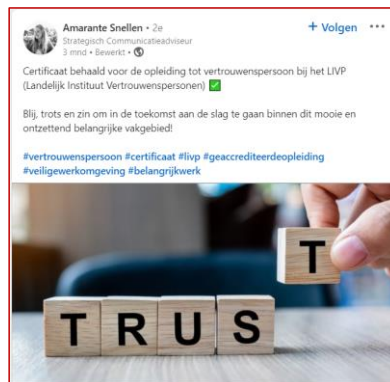 Amarante Snellen • 2e
+ Volgen •••
Strategisch Communicatieadviseur
3 mnd • Bewerkt •
Certificaat behaald voor de opleiding tot vertrouwenspersoon bij het LIVP
(Landelijk Instituut Vertrouwenspersonen) ✅
Blij, trots en zin om in de toekomst aan de slag te gaan binnen dit mooie en
ontzettend belangrijke vakgebied!
#vertrouwenspersoon #certificaat #livp #geaccrediteerdeopleiding
#veiligewerkomgeving #belangrijkwerk
T
T R U S